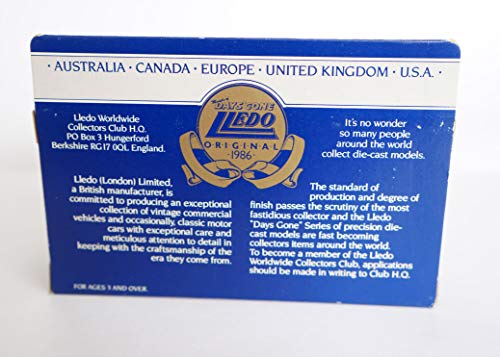 · AUSTRALIA · CANADA · EUROPE · UNITED KINGDOM · U.S.A. ·
DAYS GONE
LLEDO
ORIGINAL
· 1986 ·
Lledo Worldwide
Collectors Club H.Q.
PO Box 3 Hungerford
Berkshire RG17 0QL England.
It's no wonder
so many people
around the world
collect die-cast models.
Lledo (London) Limited,
a British manufacturer, is
committed to producing an exceptional
collection of vintage commercial
vehicles and occasionally, classic motor
cars with exceptional care and
meticulous attention to detail in
keeping with the craftsmanship of the
era they come from.
The standard of
production and degree of
finish passes the scrutiny of the most
fastidious collector and the Lledo
"Days Gone" Series of precision die-
cast models are fast becoming
collectors items around the world.
To become a member of the Lledo
Worldwide Collectors Club, applications
should be made in writing to Club H.Q.
FOR AGES 3 AND OVER.